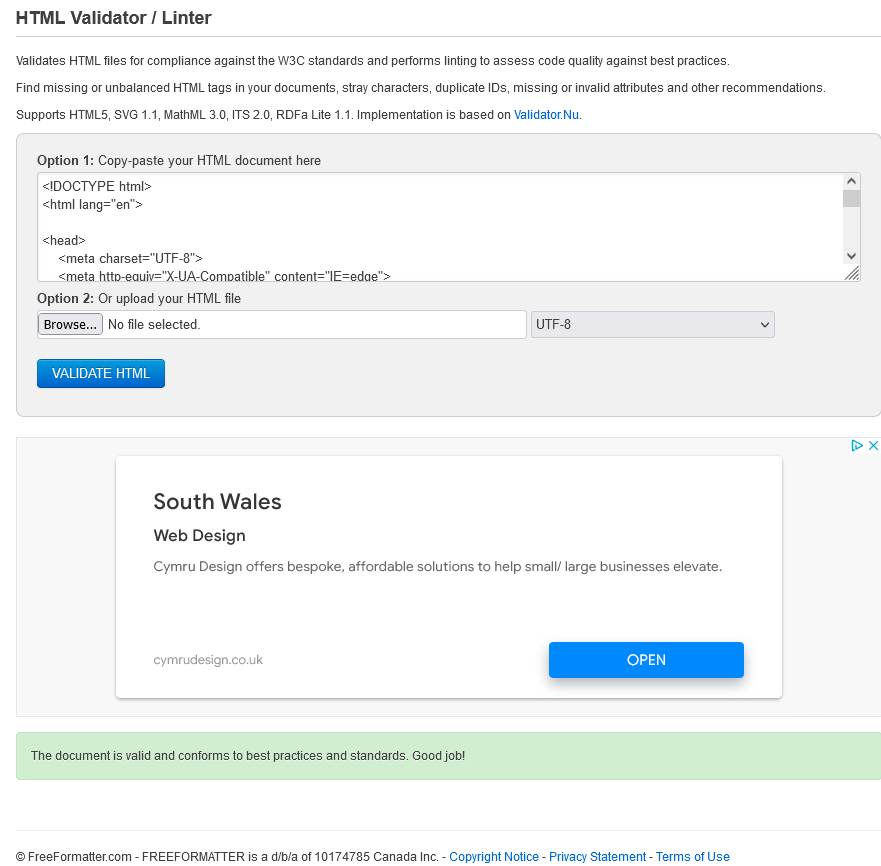 HTML Validator / Linter
Validates HTML files for compliance against the W3C standards and performs linting to assess code quality against best practices.
Find missing or unbalanced HTML tags in your documents, stray characters, duplicate IDs, missing or invalid attributes and other recommendations.
Supports HTML5, SVG 1.1, MathML 3.0, ITS 2.0, RDFa Lite 1.1. Implementation is based on Validator.Nu.
Option 1: Copy-paste your HTML document here
<!DOCTYPE html>
<html lang="en">
<head>
<meta charset="UTF-8">
<meta http-equiv="X-UA-Compatible" content="IE=edge">
Option 2: Or upload your HTML file
Browse... No file selected. UTF-8
VALIDATE HTML
South Wales
Web Design
Cymru Design offers bespoke, affordable solutions to help small/ large businesses elevate.
cymrudesign.co.uk OPEN
The document is valid and conforms to best practices and standards. Good job!
© FreeFormatter.com - FREEFORMATTER is a d/b/a of 10174785 Canada Inc. - Copyright Notice - Privacy Statement - Terms of Use